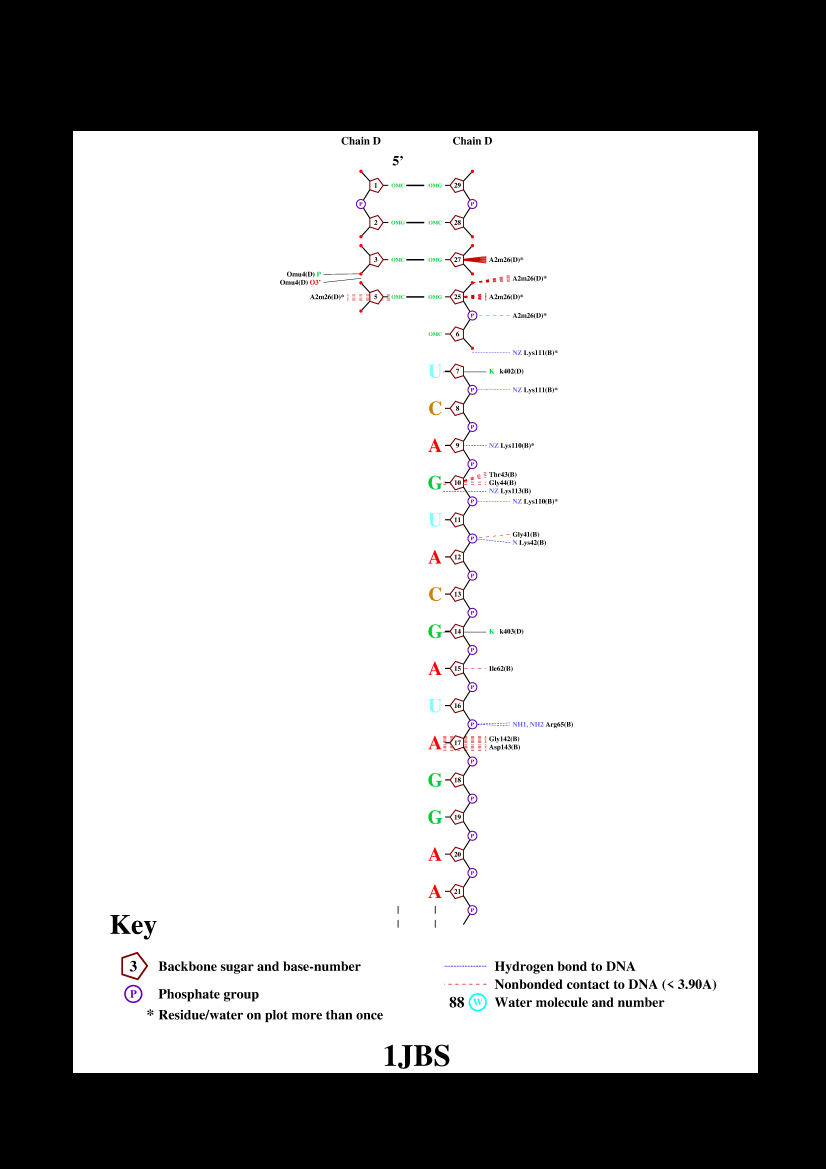 Chain D Chain D
5’
1 OMC OMG 29
P P
2 OMG OMC 28
3 OMC OMG 27 A2m26(D)*
Omu4(D) P
A2m26(D)*
Omu4(D) O3'
A2m26(D)* 5 OMC OMG 25 A2m26(D)*
P A2m26(D)*
OMC 6
NZ Lys111(B)*
U 7 K k402(D)
P NZ Lys111(B)*
C 8
P
A 9 NZ Lys110(B)*
P
Thr43(B)
G 10 Gly44(B)
NZ Lys113(B)
P NZ Lys110(B)*
U 11
Gly41(B)
P N Lys42(B)
A 12
P
C 13
P
G 14 K k403(D)
P
A 15 Ile62(B)
P
U 16
P NH1, NH2 Arg65(B)
Gly142(B)
A 17
Asp143(B)
P
G 18
P
G 19
P
A 20
P
A 21
P
Key
3 Backbone sugar and base-number
P Phosphate group
* Residue/water on plot more than once
Hydrogen bond to DNA
Nonbonded contact to DNA (< 3.90A)
88 W Water molecule and number
1JBS